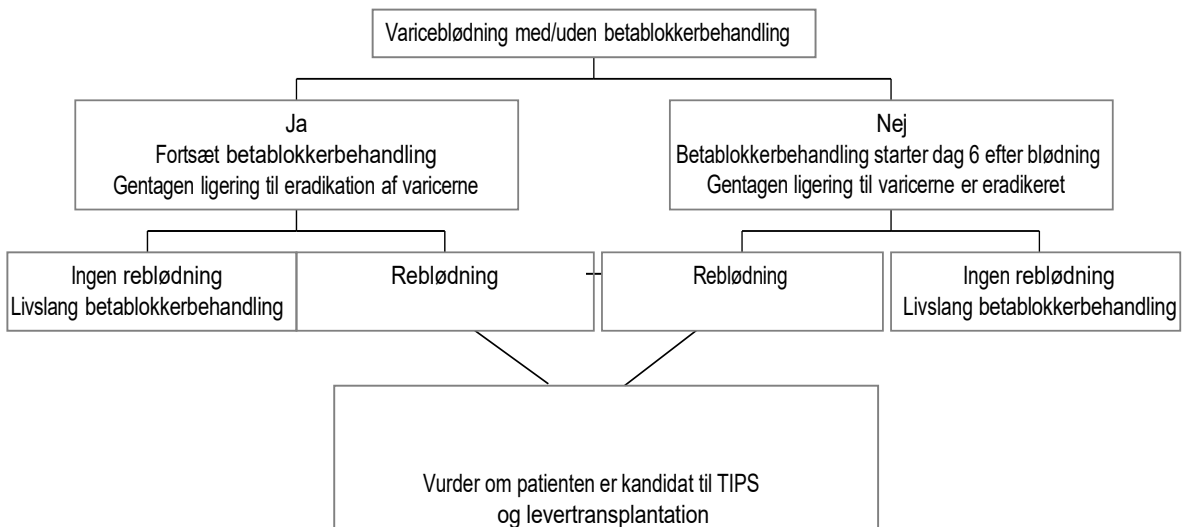 Variceblødning med/uden betablokkerbehandling
Ja
Fortsæt betablokkerbehandling
Gentagen ligering til eradikation af varicerne
Nej
Betablokkerbehandling starter dag 6 efter blødning
Gentagen ligering til varicerne er eradikeret
Ingen reblødning
Livslang betablokkerbehandling
Reblødning
Reblødning
Ingen reblødning
Livslang betablokkerbehandling
Vurder om patienten er kandidat til TIPS
og levertransplantation